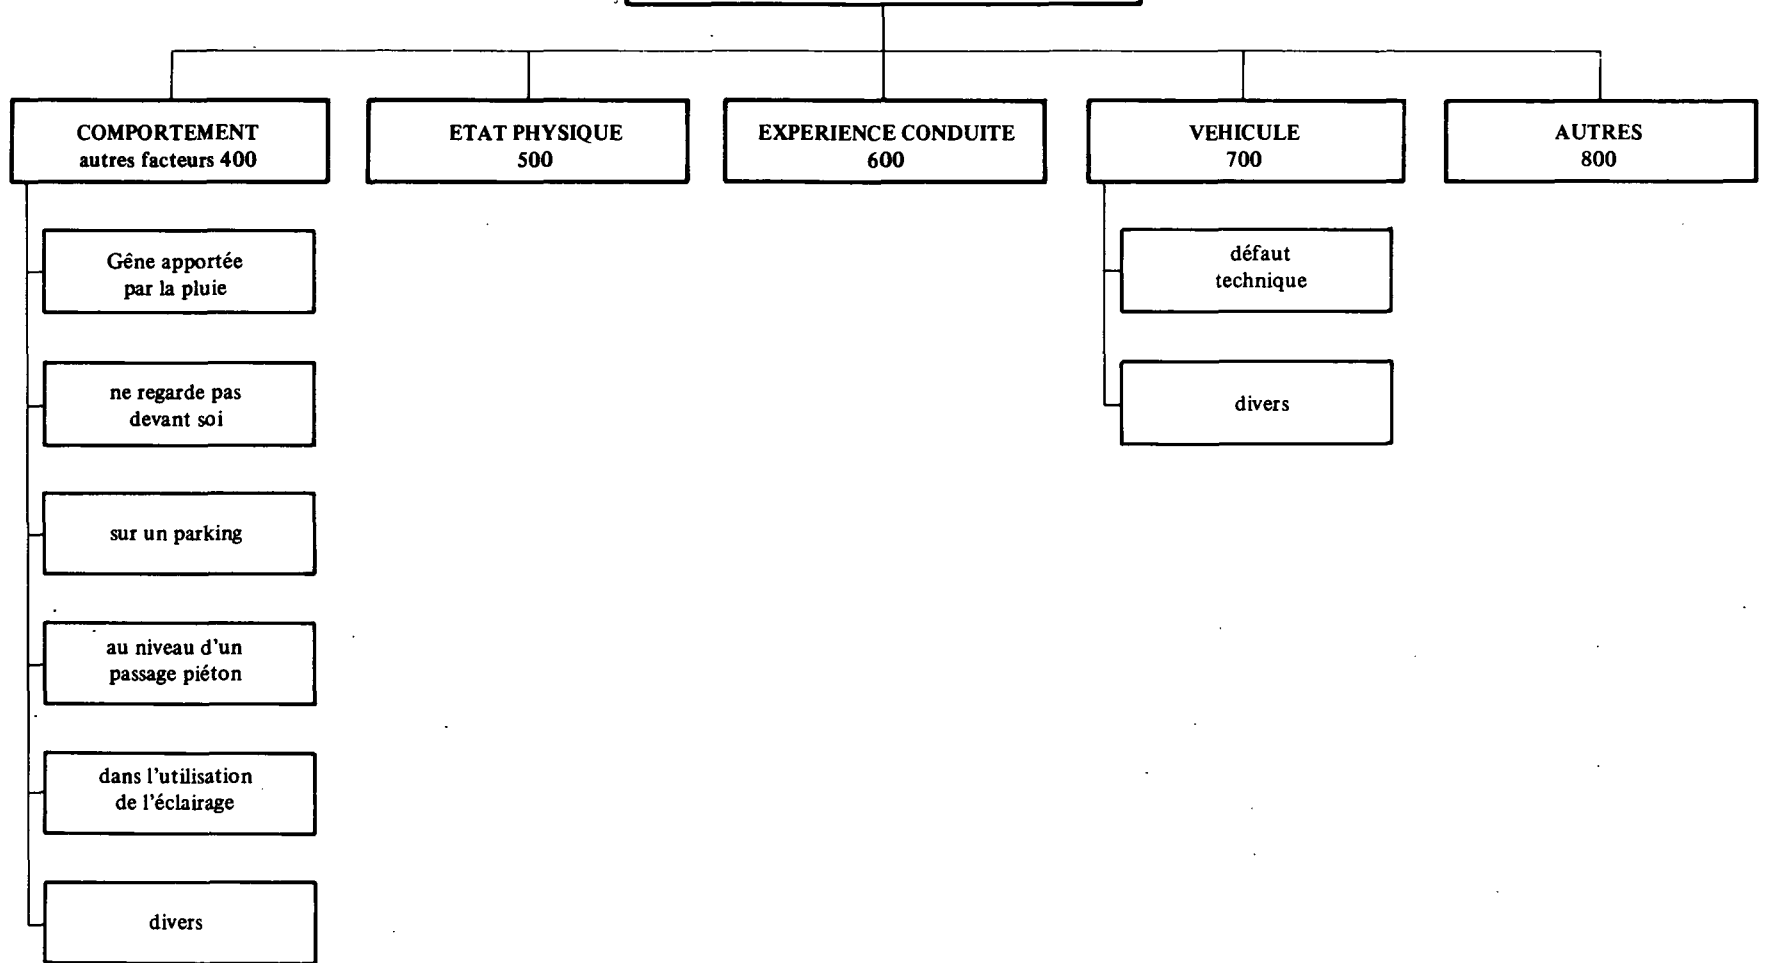 COMPORTEMENT
autres facteurs 400
ETAT PHYSIQUE
500
EXPERIENCE CONDUITE
600
VEHICULE
700
AUTRES
800
Gêne apportée
par la pluie
ne regarde pas
devant soi
sur un parking
au niveau d'un
passage piéton
dans l'utilisation
de l'éclairage
divers
défaut
technique
divers